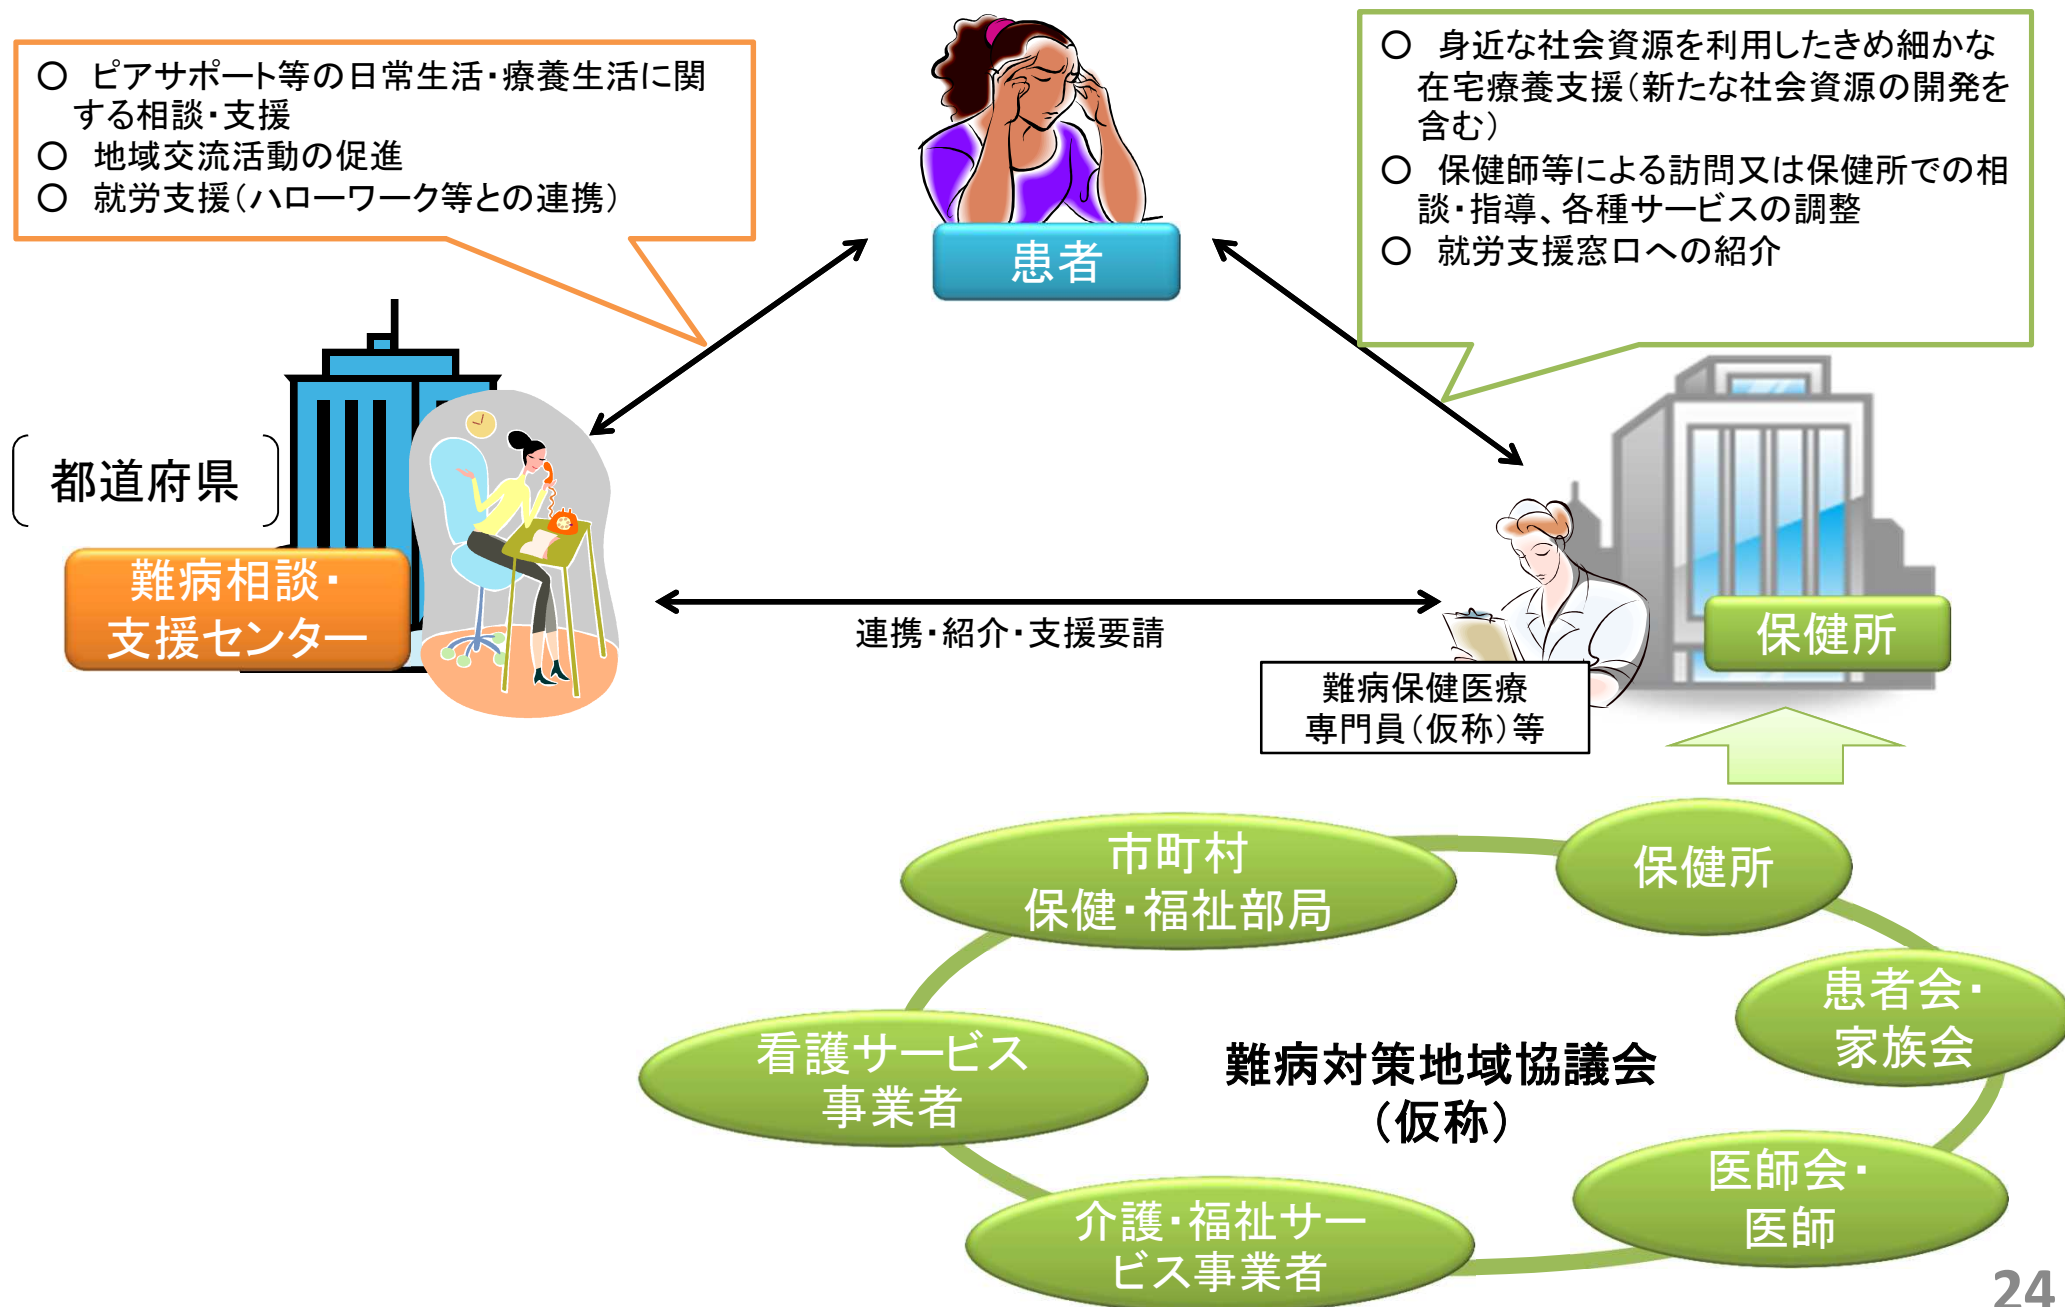 ○ ピアサポート等の日常生活・療養生活に関
する相談・支援
○ 地域交流活動の促進
○ 就労支援(ハローワーク等との連携)
患者
○ 身近な社会資源を利用したきめ細かな
在宅療養支援(新たな社会資源の開発を
含む)
○ 保健師等による訪問又は保健所での相
談・指導、各種サービスの調整
○ 就労支援窓口への紹介
都道府県
難病相談・
支援センター
連携・紹介・支援要請
保健所
難病保健医療
専門員(仮称)等
市町村
保健・福祉部局
保健所
患者会・
家族会
看護サービス
事業者
難病対策地域協議会
(仮称)
医師会・
医師
介護・福祉サー
ビス事業者
24